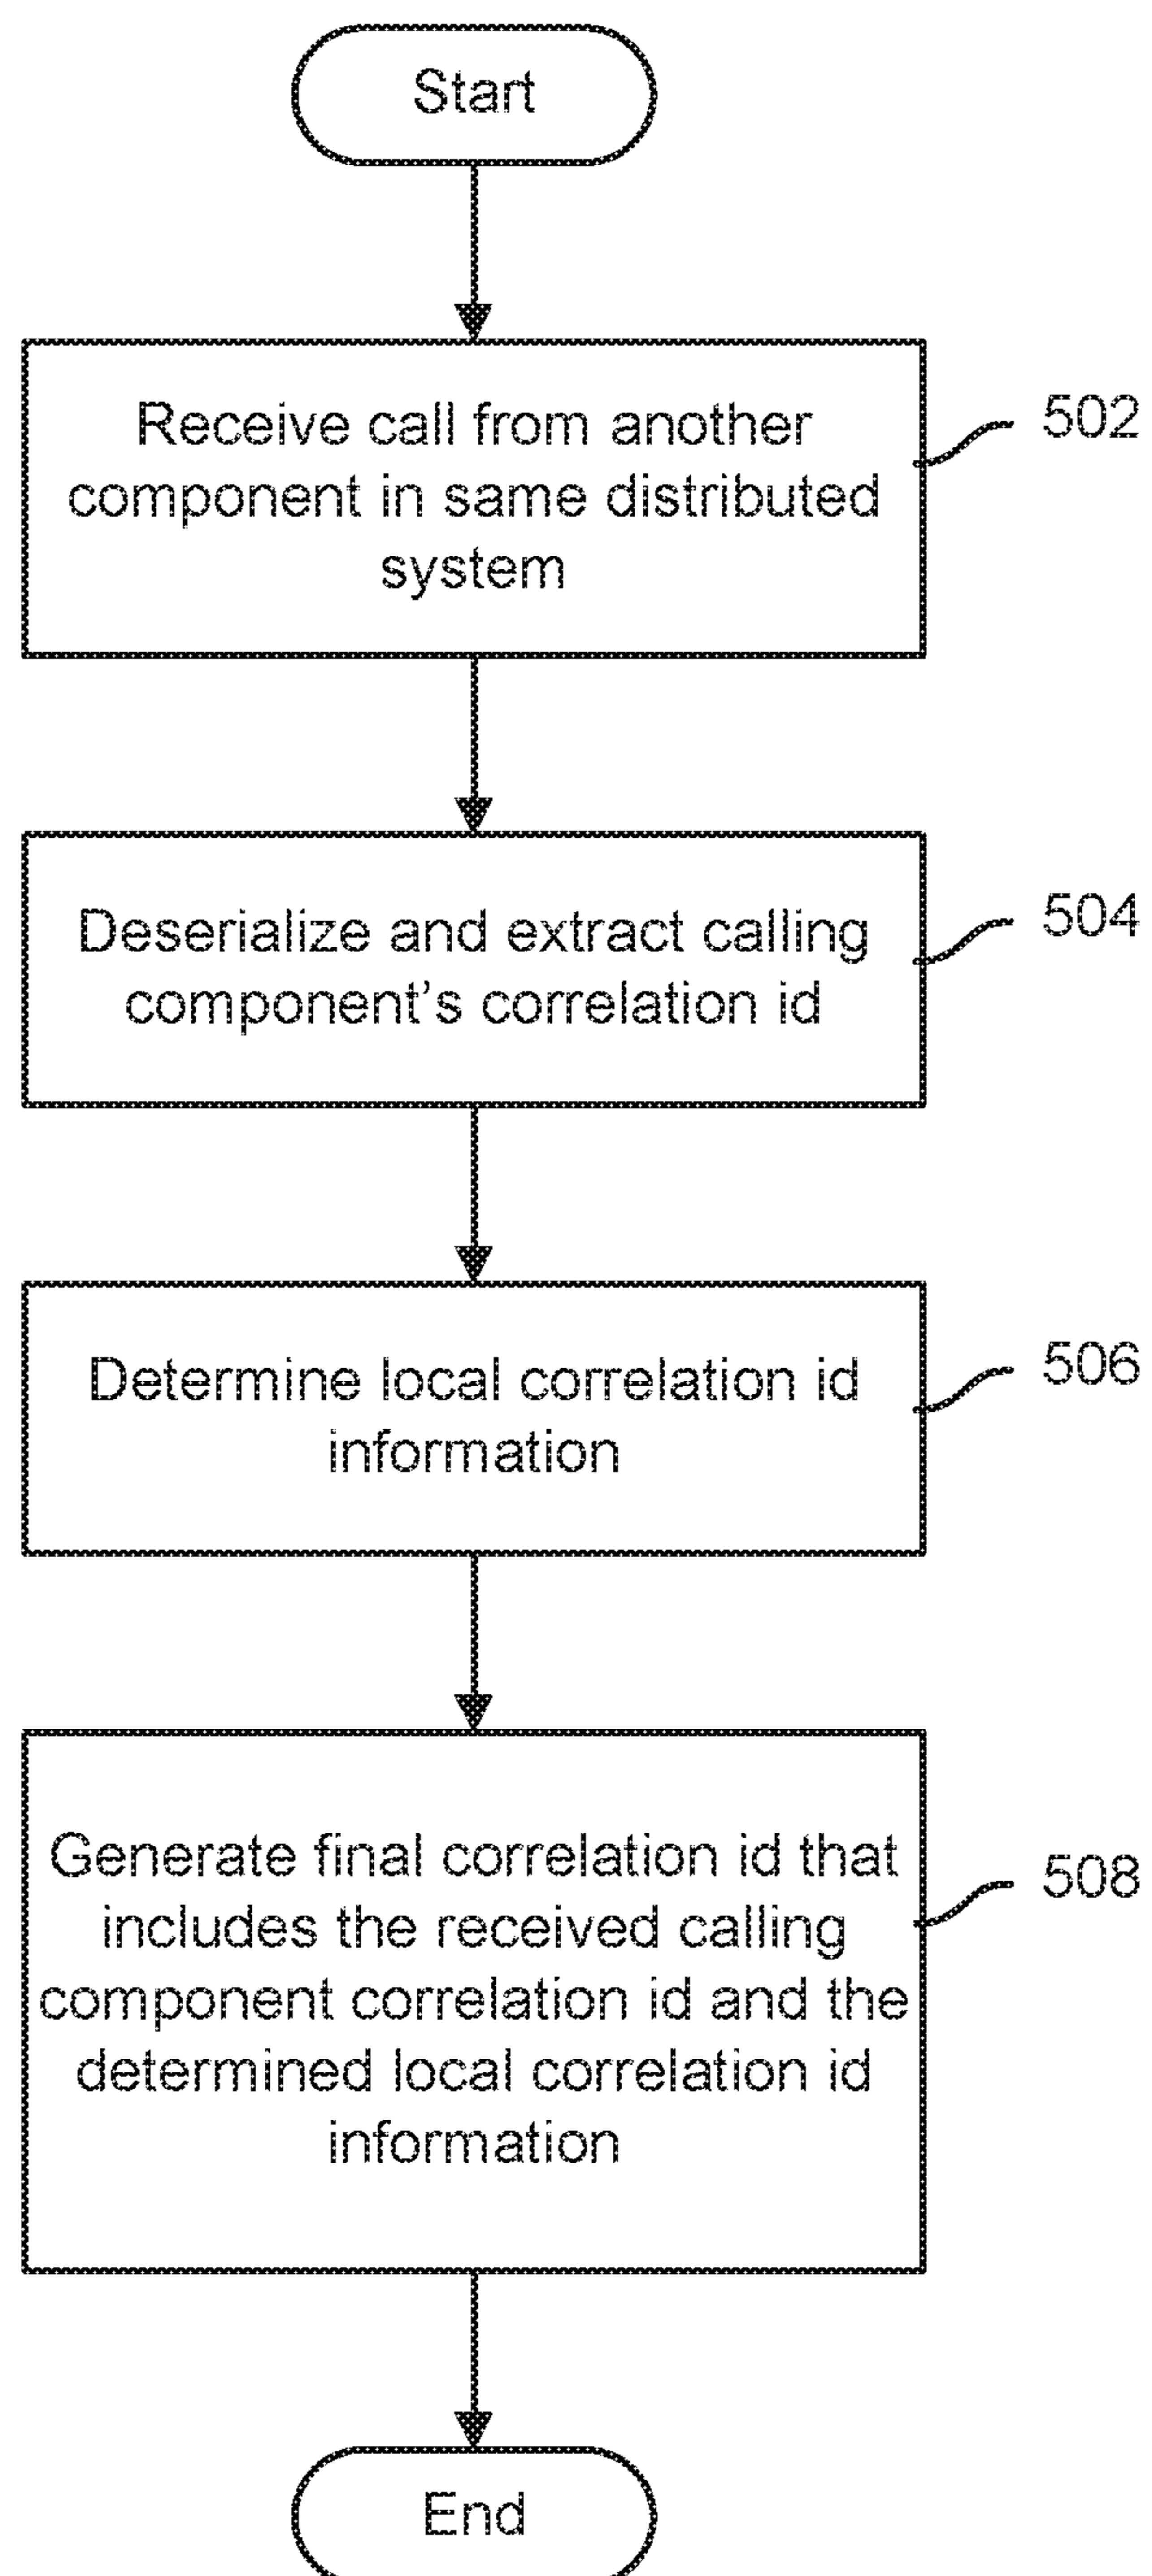 Start
Receive call from another
component in same distributed
system
502
Deserialize and extract calling
component’s correlation id
504
Determine local correlation id
information
506
Generate final correlation id that
includes the received calling
component correlation id and the
determined local correlation id
information
508
End